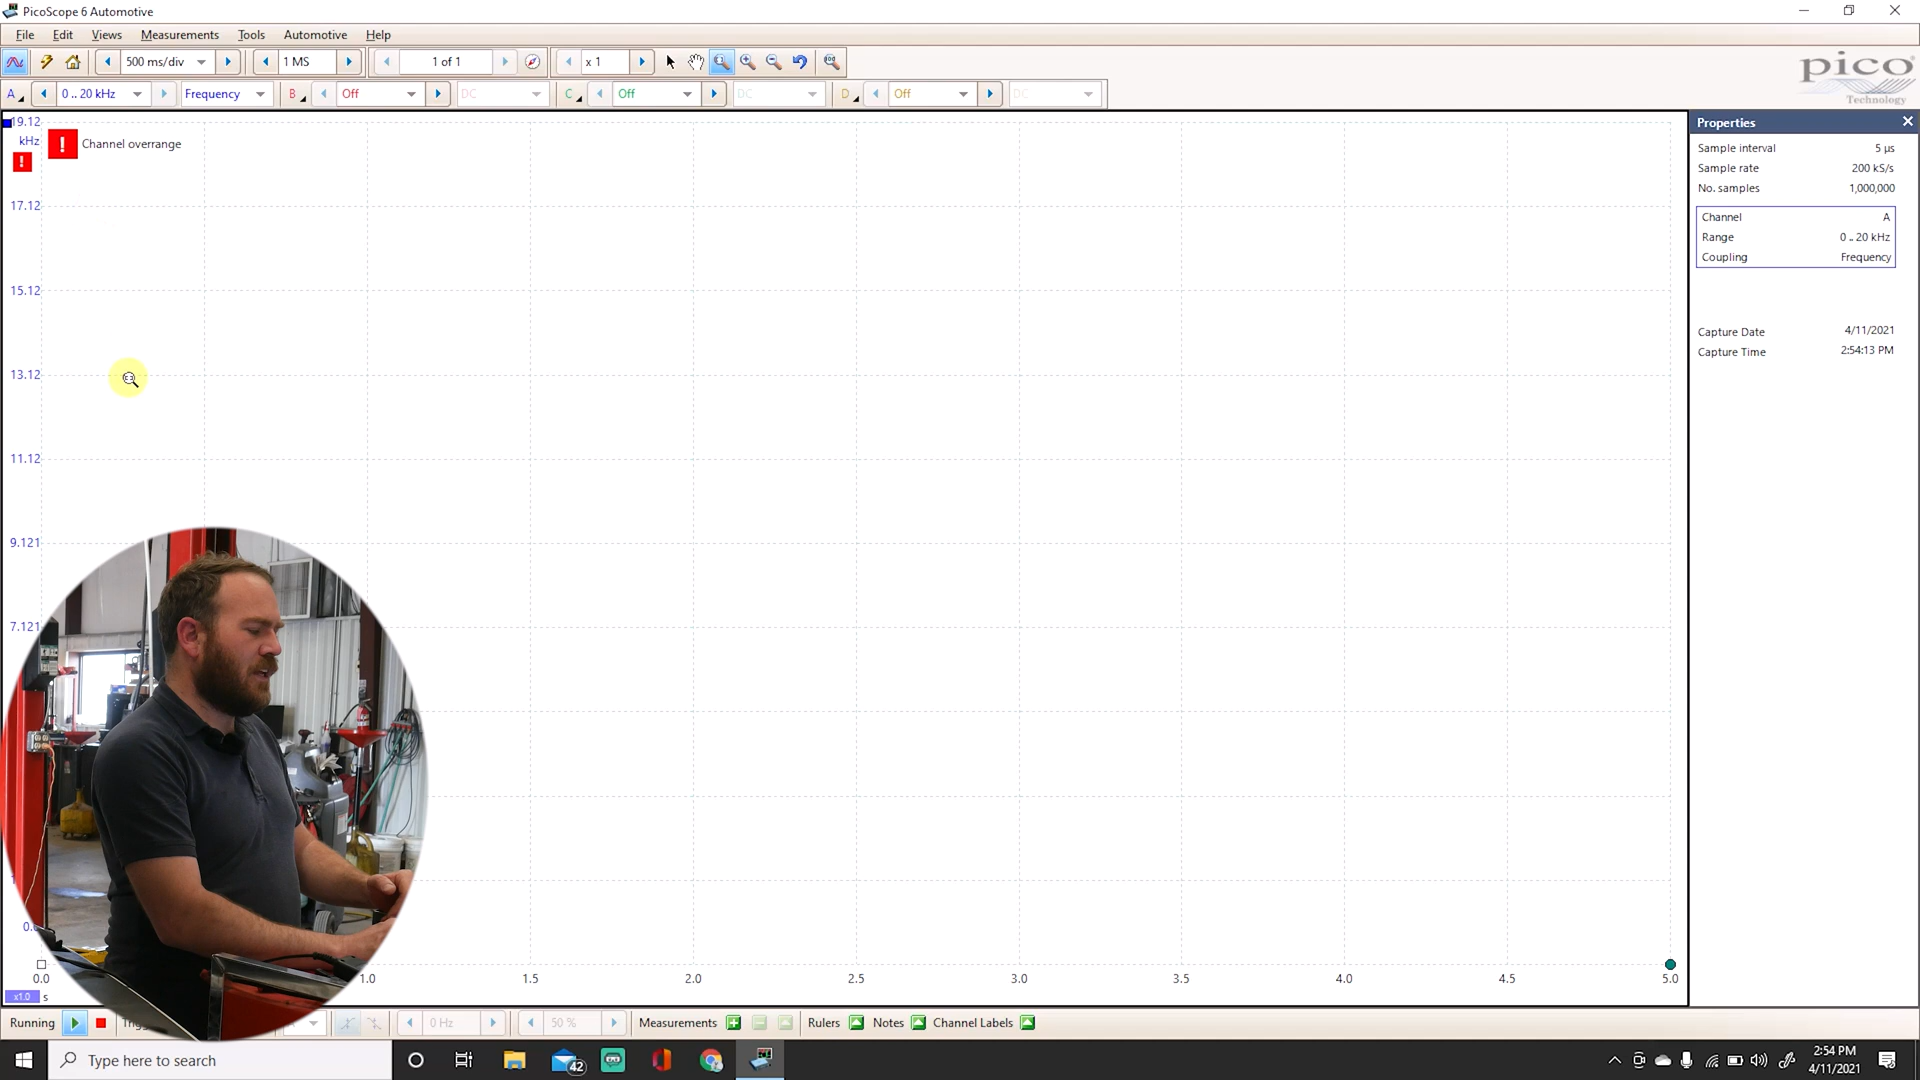 PicoScope 6 Automotive
File Edit Views Measurements Tools Automotive Help
500 ms/div 1 MS 1 of 1 x 1
A 0 .. 20 kHz Frequency B Off DC C Off DC D Off DC
pico
Technology
19.12
kHz
! ! Channel overrange
17.12
15.12
13.12
11.12
9.121
7.121
0.0 1.0 1.5 2.0 2.5 3.0 3.5 4.0 4.5 5.0
x1.0 s
Properties
Sample interval 5 µs
Sample rate 200 kS/s
No. samples 1,000,000
Channel A
Range 0 .. 20 kHz
Coupling Frequency
Capture Date 4/11/2021
Capture Time 2:54:13 PM
Running 0 Hz 50 % Measurements Rulers Notes Channel Labels
Type here to search 42
2:54 PM
4/11/2021